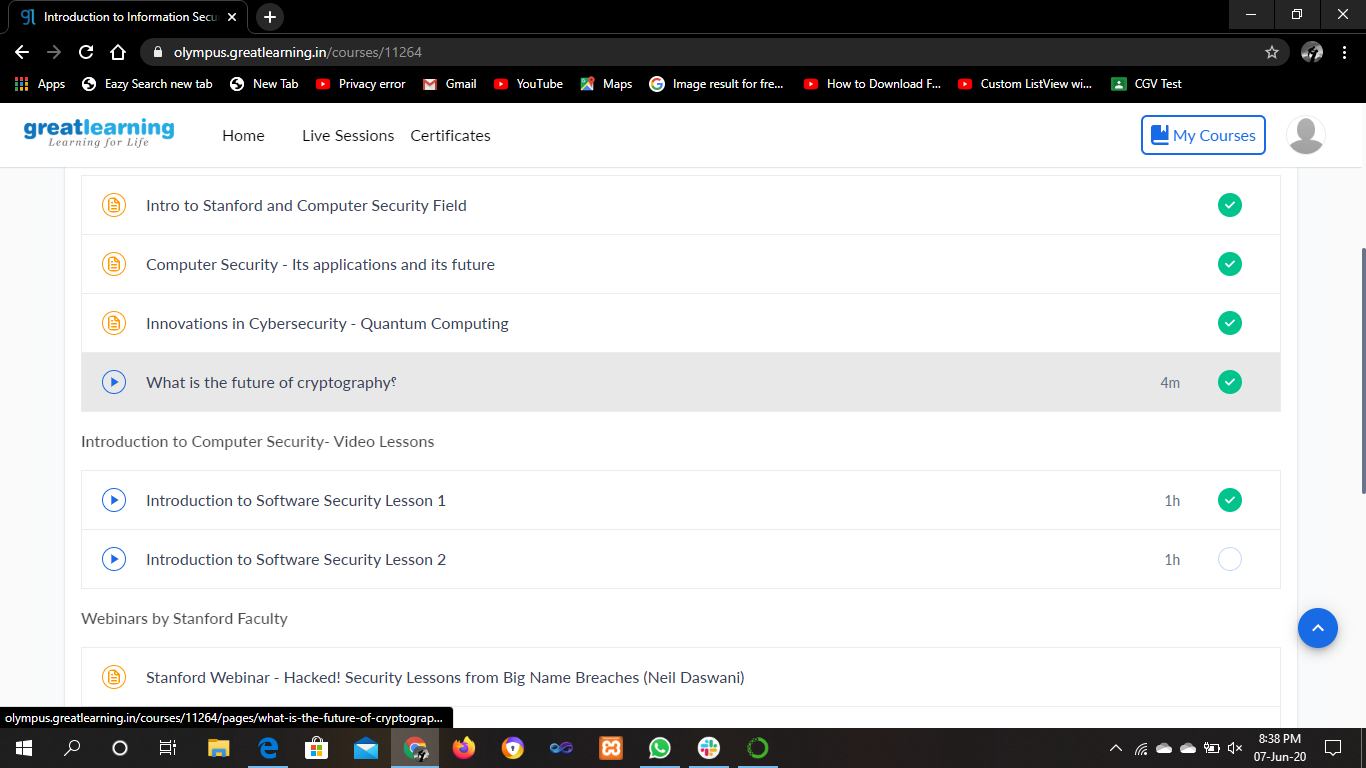 Introduction to Information Secu
olympus.greatlearning.in/courses/11264
Apps Eazy Search new tab New Tab Privacy error Gmail YouTube Maps Image result for fre... How to Download F... Custom ListView wi... CGV Test
greatlearning
Learning for Life
Home Live Sessions Certificates My Courses
Intro to Stanford and Computer Security Field
Computer Security - Its applications and its future
Innovations in Cybersecurity - Quantum Computing
What is the future of cryptography? 4m
Introduction to Computer Security- Video Lessons
Introduction to Software Security Lesson 1 1h
Introduction to Software Security Lesson 2 1h
Webinars by Stanford Faculty
Stanford Webinar - Hacked! Security Lessons from Big Name Breaches (Neil Daswani)
olympus.greatlearning.in/courses/11264/pages/what-is-the-future-of-cryptograp...
8:38 PM
07-Jun-20